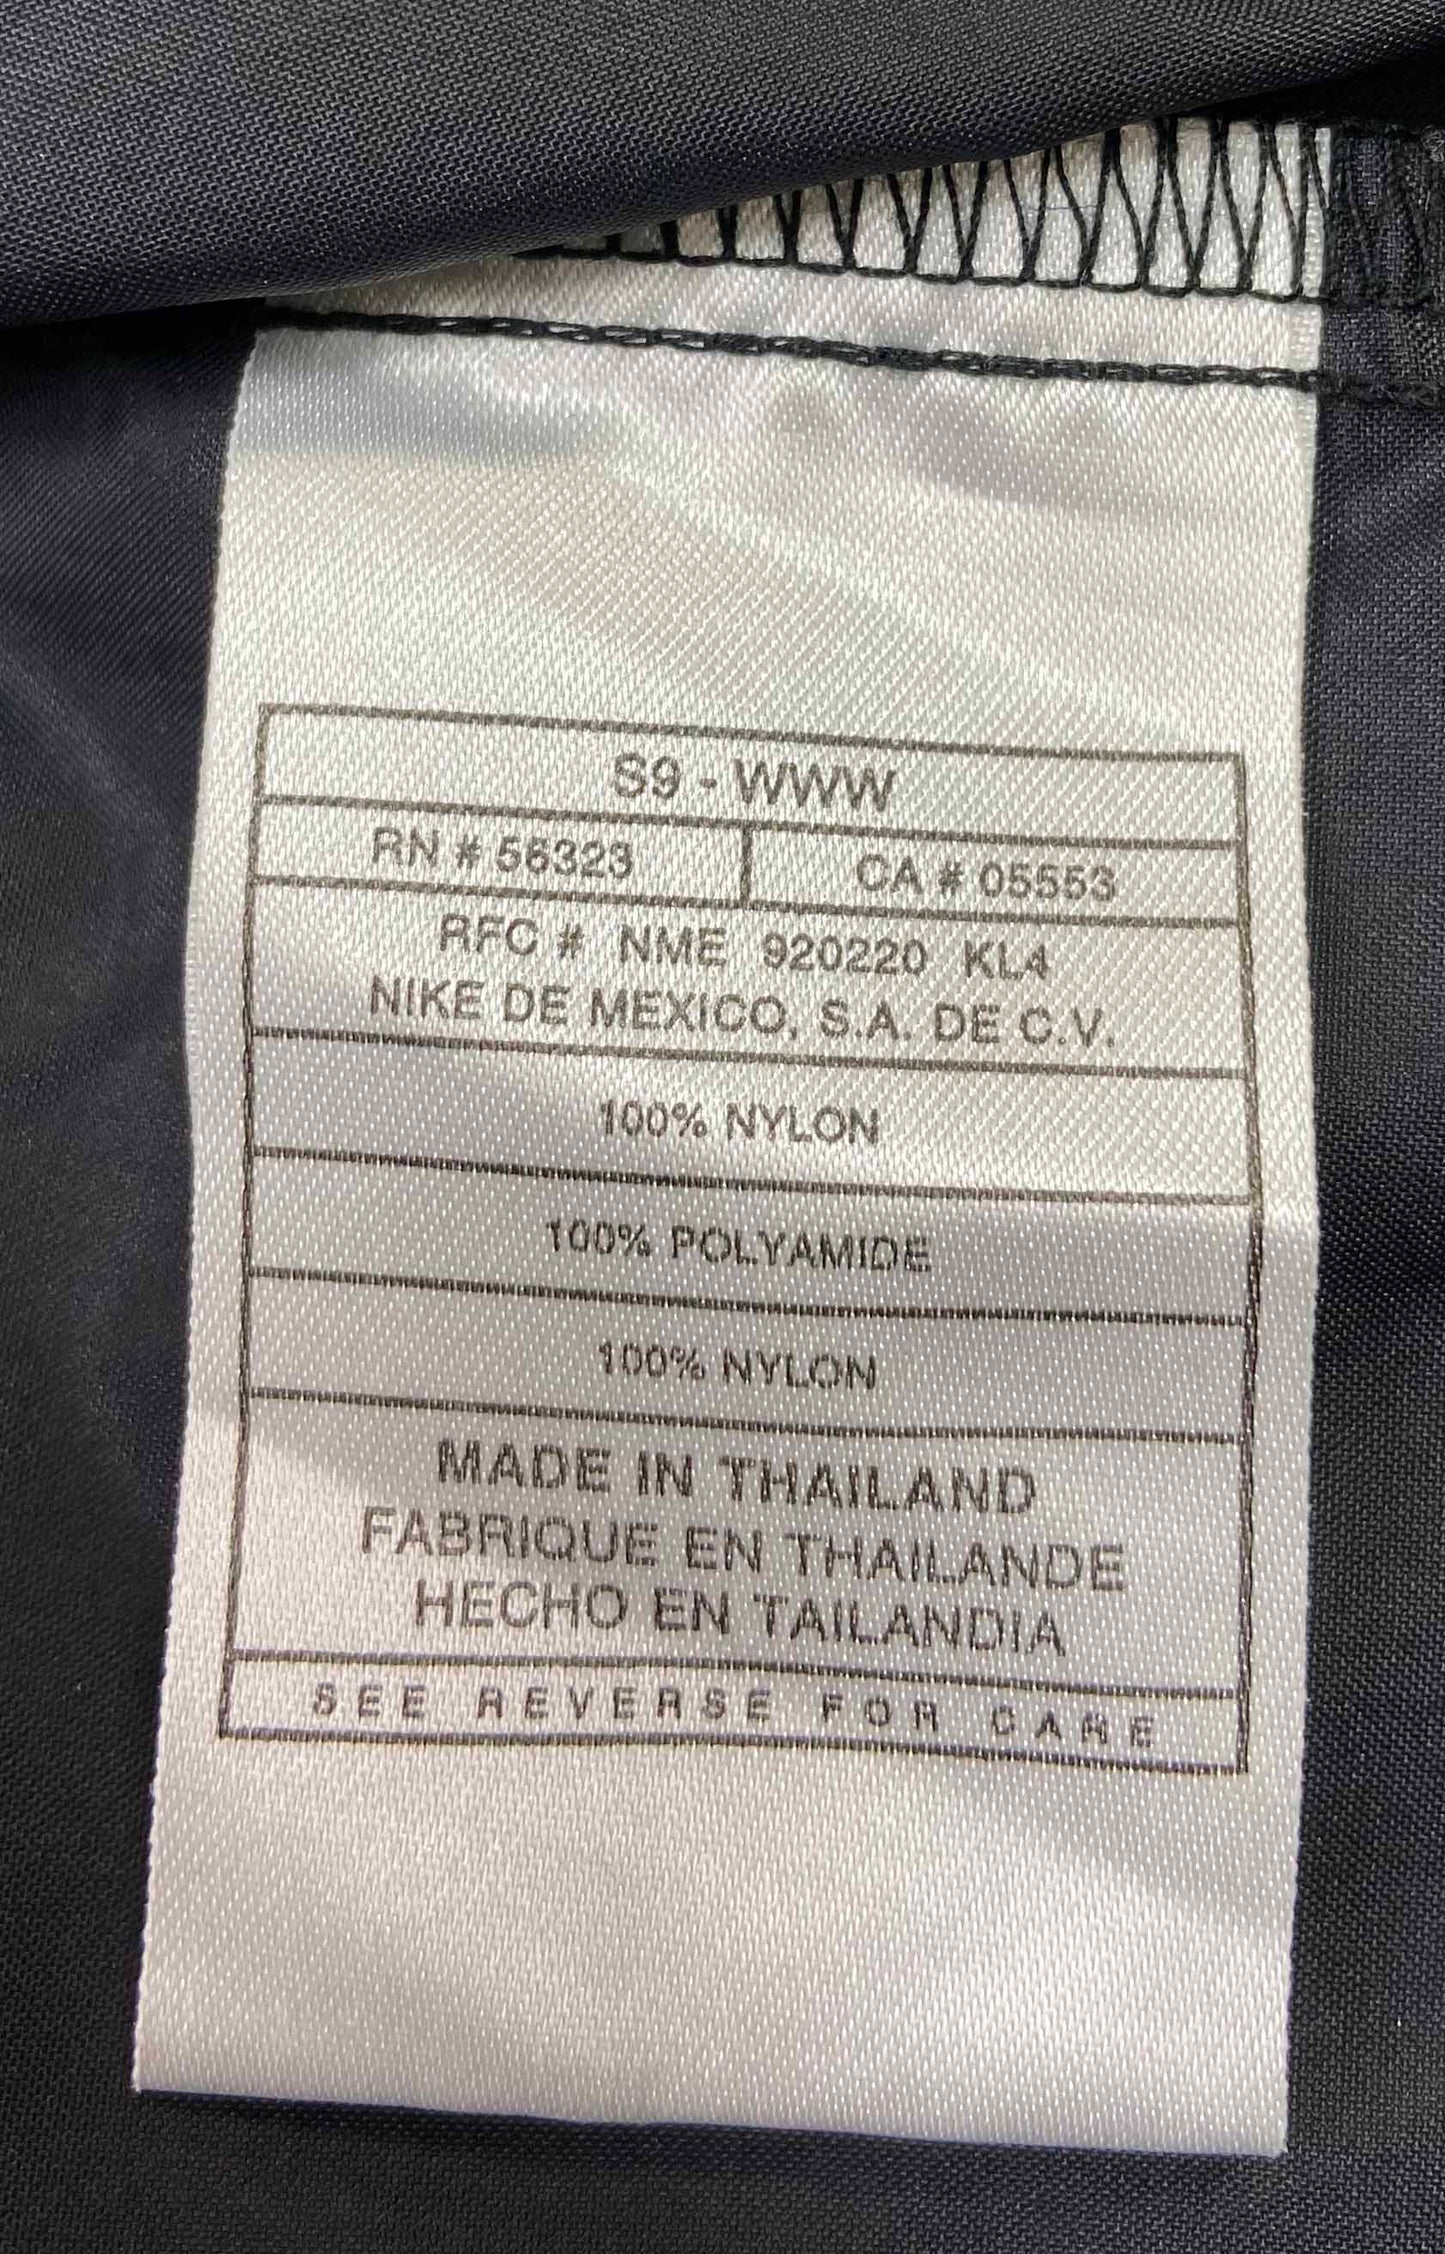 S9 - WWW
RN # 56323 CA # 05553
RFC # NME 920220 KL4
NIKE DE MEXICO, S.A. DE C.V.
100% NYLON
100% POLYAMIDE
100% NYLON
MADE IN THAILAND
FABRIQUE EN THAILANDE
HECHO EN TAILANDIA
SEE REVERSE FOR CARE